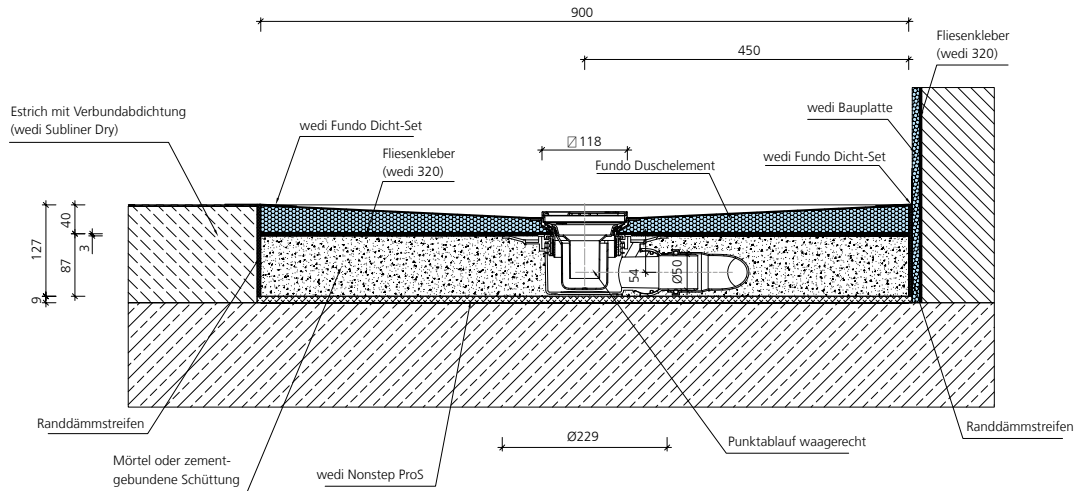 900
450
Fliesenkleber
(wedi 320)
Estrich mit Verbundabdichtung
(wedi Subliner Dry)
wedi Fundo Dicht-Set
wedi Bauplatte
Fliesenkleber
(wedi 320)
118
Fundo Duschelement
wedi Fundo Dicht-Set
127
40
3
87
9
54
Ø50
Randdämmstreifen
Mörtel oder zement-
gebundene Schüttung
wedi Nonstep ProS
Ø229
Punktablauf waagerecht
Randdämmstreifen